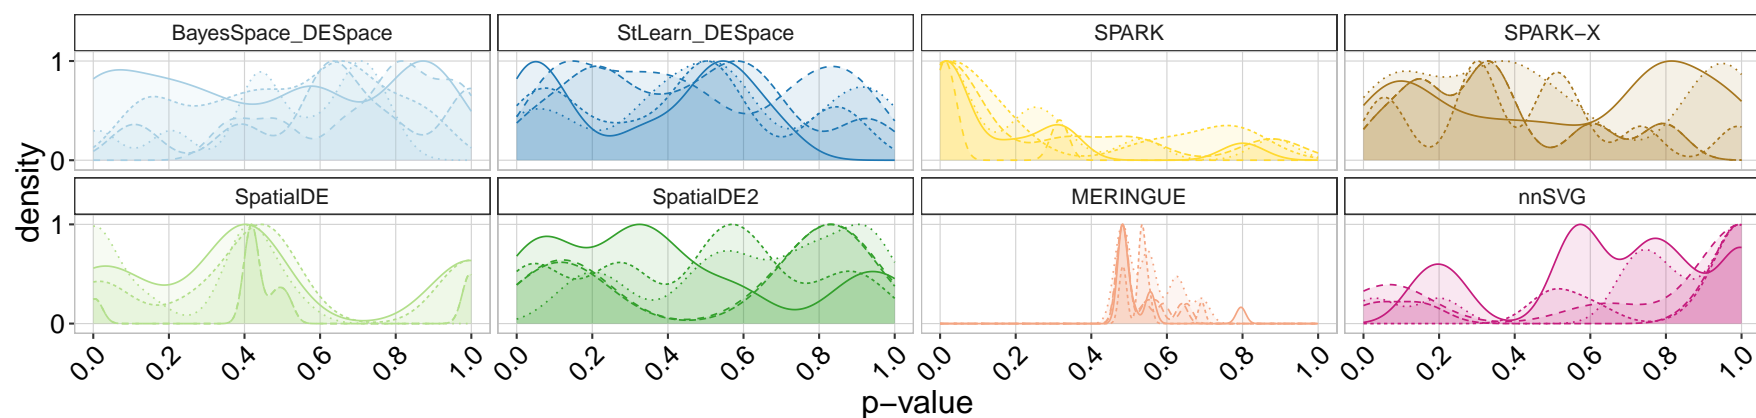 BayesSpace_DESpace
StLearn_DESpace
SPARK
SPARK−X
1
0
SpatialDE
SpatialDE2
MERINGUE
nnSVG
1
0
density
0.0 0.2 0.4 0.6 0.8 1.0
0.0 0.2 0.4 0.6 0.8 1.0
0.0 0.2 0.4 0.6 0.8 1.0
0.0 0.2 0.4 0.6 0.8 1.0
p−value